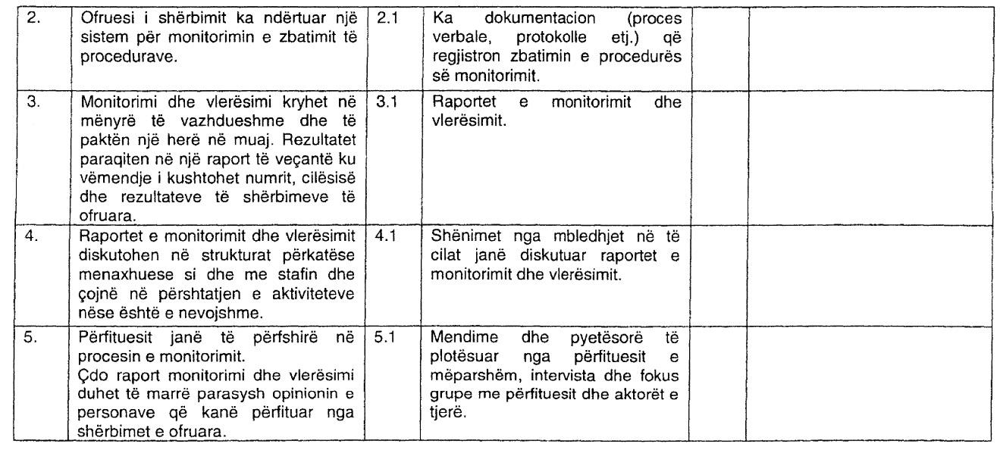 2.
Ofruesi i shërbimit ka ndërtuar një
sistem për monitorimin e zbatimit të
procedurave.
2.1
Ka dokumentacion (proces
verbale, protokolle etj.) që
regjistron zbatimin e procedurës
së monitorimit.
3.
Monitorimi dhe vlerësimi kryhet në
mënyrë të vazhdueshme dhe të
paktën një herë në muaj. Rezultatet
paraqiten në një raport të veçantë ku
vëmendje i kushtohet numrit, cilësisë
dhe rezultateve të shërbimeve të
ofruara.
3.1
Raportet e monitorimit dhe
vlerësimit.
4.
Raportet e monitorimit dhe vlerësimit
diskutohen në strukturat përkatëse
menaxhuese si dhe me stafin dhe
çojnë në përshtatjen e aktiviteteve
nëse është e nevojshme.
4.1
Shënimet nga mbledhjet në të
cilat janë diskutuar raportet e
monitorimit dhe vlerësimit.
5.
Përfituesit janë të përfshirë në
procesin e monitorimit.
Çdo raport monitorimi dhe vlerësimi
duhet të marrë parasysh opinionin e
personave që kanë përfituar nga
shërbimet e ofruara.
5.1
Mendime dhe pyetësorë të
plotësuar nga përfituesit e
mëparshëm, intervista dhe fokus
grupe me përfituesit dhe aktorët e
tjerë.